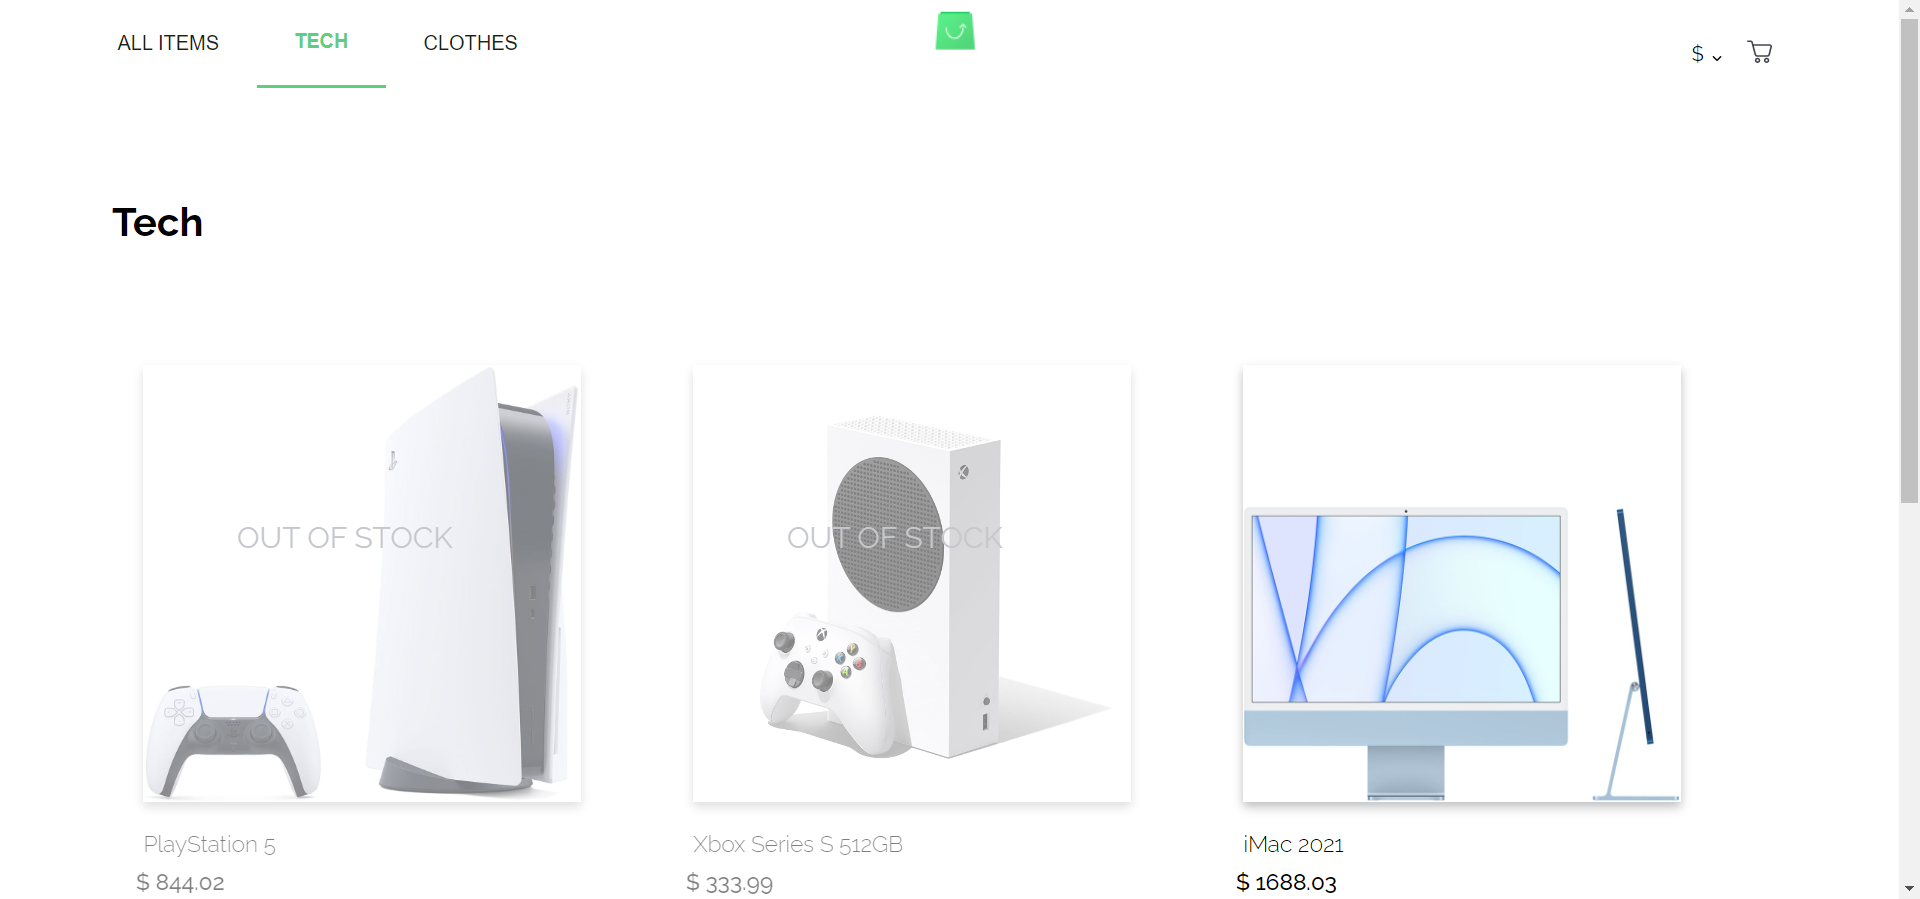 ALL ITEMS TECH CLOTHES $
Tech
OUT OF STOCK OUT OF STOCK
PlayStation 5 Xbox Series S 512GB iMac 2021
$ 844.02 $ 333.99 $ 1688.03